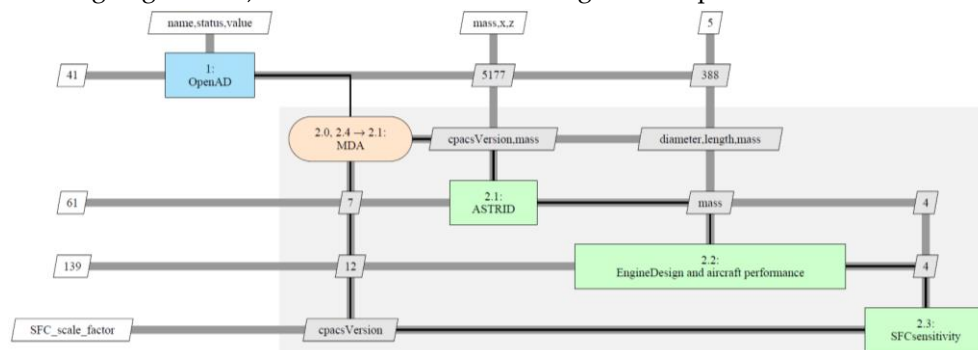 name,status,value
mass,x,z
5
41
1:
OpenAD
5177
388
2.0, 2.4 → 2.1:
MDA
cpacsVersion,mass
diameter,length,mass
61
7
2.1:
ASTRID
mass
4
139
12
2.2:
EngineDesign and aircraft performance
4
SFC_scale_factor
cpacsVersion
2.3:
SFCsensitivity